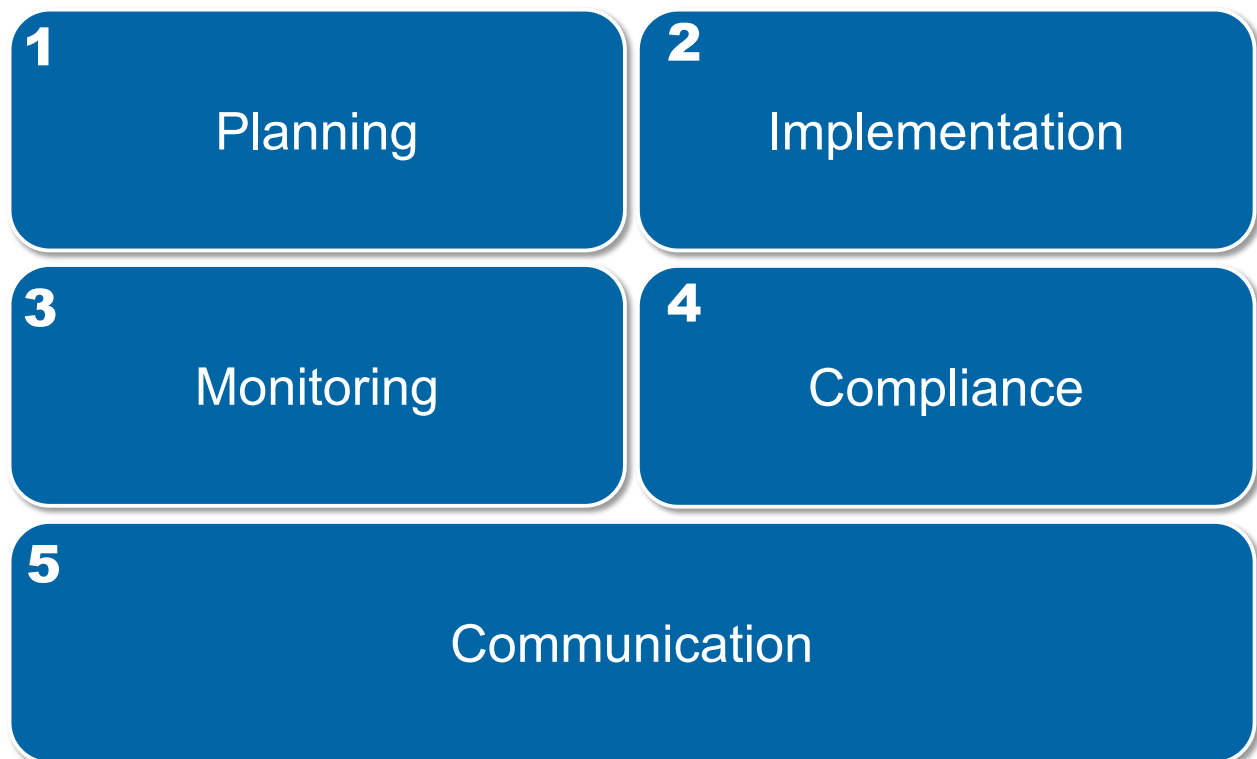 1
Planning
2
Implementation
3
Monitoring
4
Compliance
5
Communication